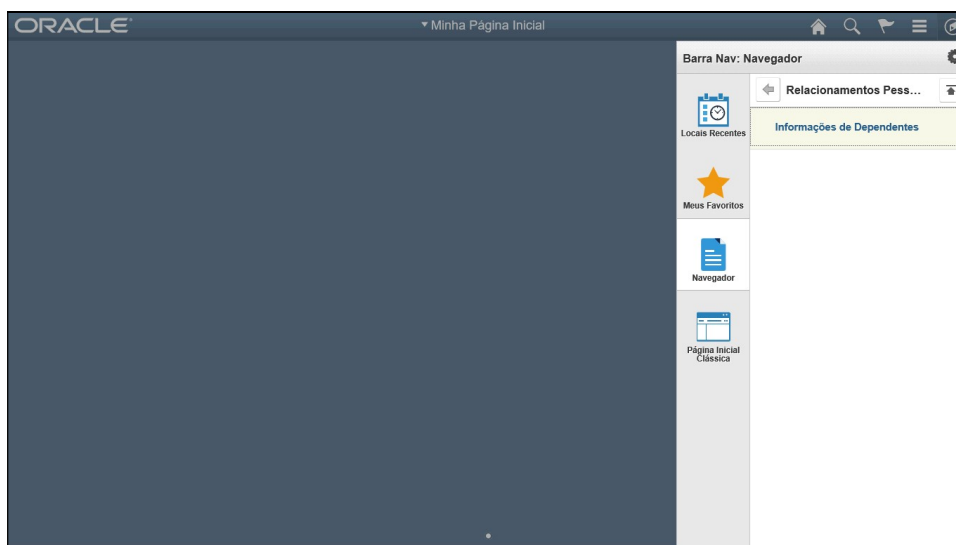 ORACLE
Minha Página Inicial
Barra Nav: Navegador
Relacionamentos Pess...
Informações de Dependentes
Locais Recentes
Meus Favoritos
Navegador
Página Inicial
Clássica